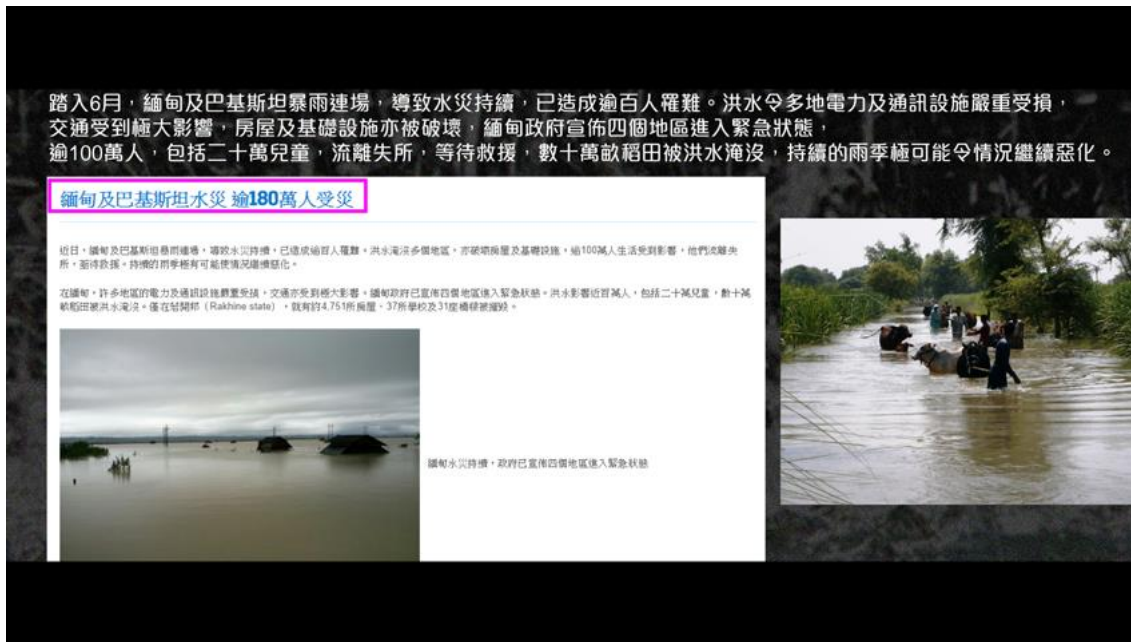 踏入6月，緬甸及巴基斯坦暴雨連場，導致水災持續，已造成逾百人罹難。洪水令多地電力及通訊設施嚴重受損，
交通受到極大影響，房屋及基礎設施亦被破壞，緬甸政府宣佈四個地區進入緊急狀態，
逾100萬人，包括二十萬兒童，流離失所，等待救援，數十萬畝稻田被洪水淹沒，持續的雨季極可能令情況繼續惡化。
緬甸及巴基斯坦水災 逾180萬人受災
近日，緬甸及巴基斯坦暴雨連場，導致水災持續，已造成逾百人罹難。洪水淹沒多個地區，亦破壞房屋及基礎設施，逾100萬人生活受到影響，他們流離失
所，亟待救援。持續的雨季極有可能使情況繼續惡化。
在緬甸，許多地區的電力及通訊設施嚴重受損，交通亦受到極大影響。緬甸政府已宣佈四個地區進入緊急狀態。洪水影響近百萬人，包括二十萬兒童，數十萬
畝稻田被洪水淹沒。僅在若開邦（Rakhine state），就有約4,751所房屋、37所學校及31座橋樑被摧毀。
緬甸水災持續，政府已宣佈四個地區進入緊急狀態